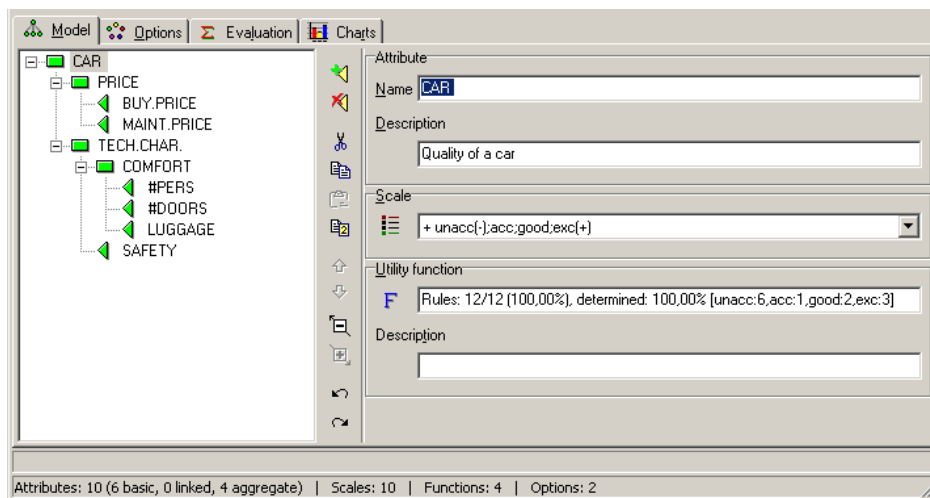 Model Options Σ Evaluation Charts
CAR
PRICE
BUY.PRICE
MAINT.PRICE
TECH.CHAR.
COMFORT
#PERS
#DOORS
LUGGAGE
SAFETY
Attribute
Name CAR
Description
Quality of a car
Scale
+ unacc(-);acc;good;exc(+)
Utility function
F Rules: 12/12 (100,00%), determined: 100,00% [unacc:6,acc:1,good:2,exc:3]
Description
Attributes: 10 (6 basic, 0 linked, 4 aggregate) | Scales: 10 | Functions: 4 | Options: 2